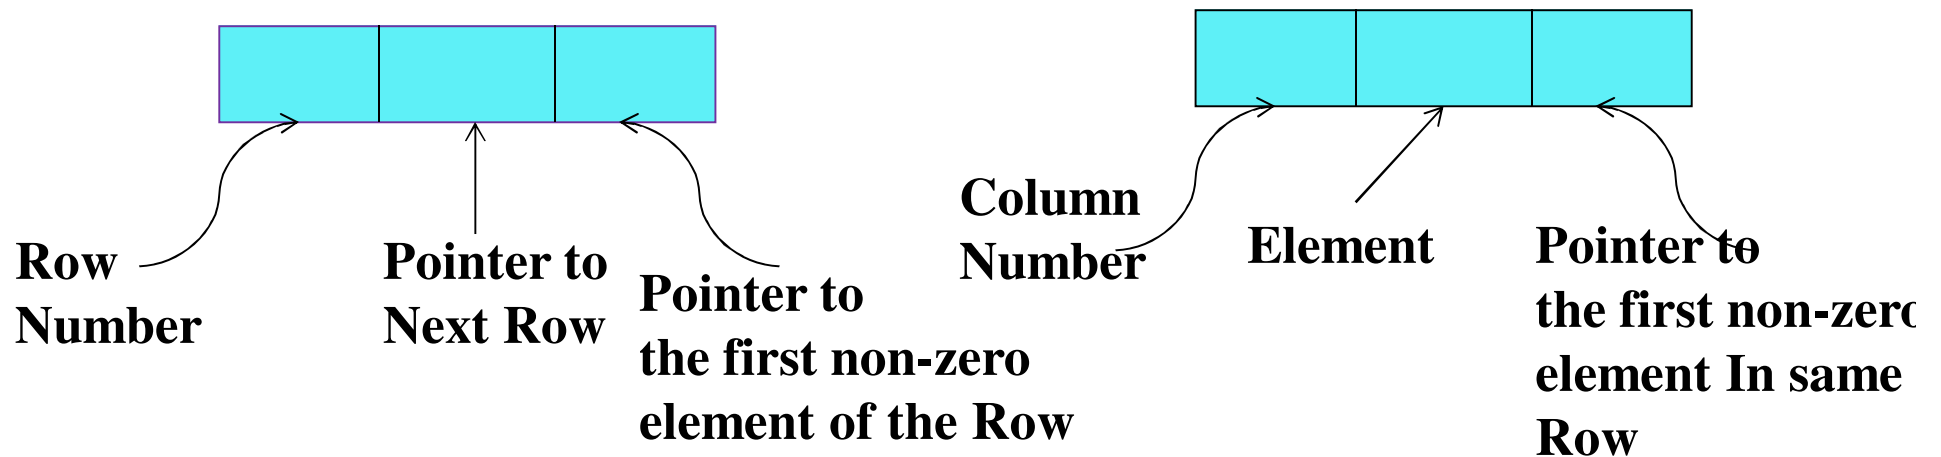 Row
Number
Pointer to
Next Row
Pointer to
the first non-zero
element of the Row
Column
Number
Element
Pointer to
the first non-zero
element In same
Row